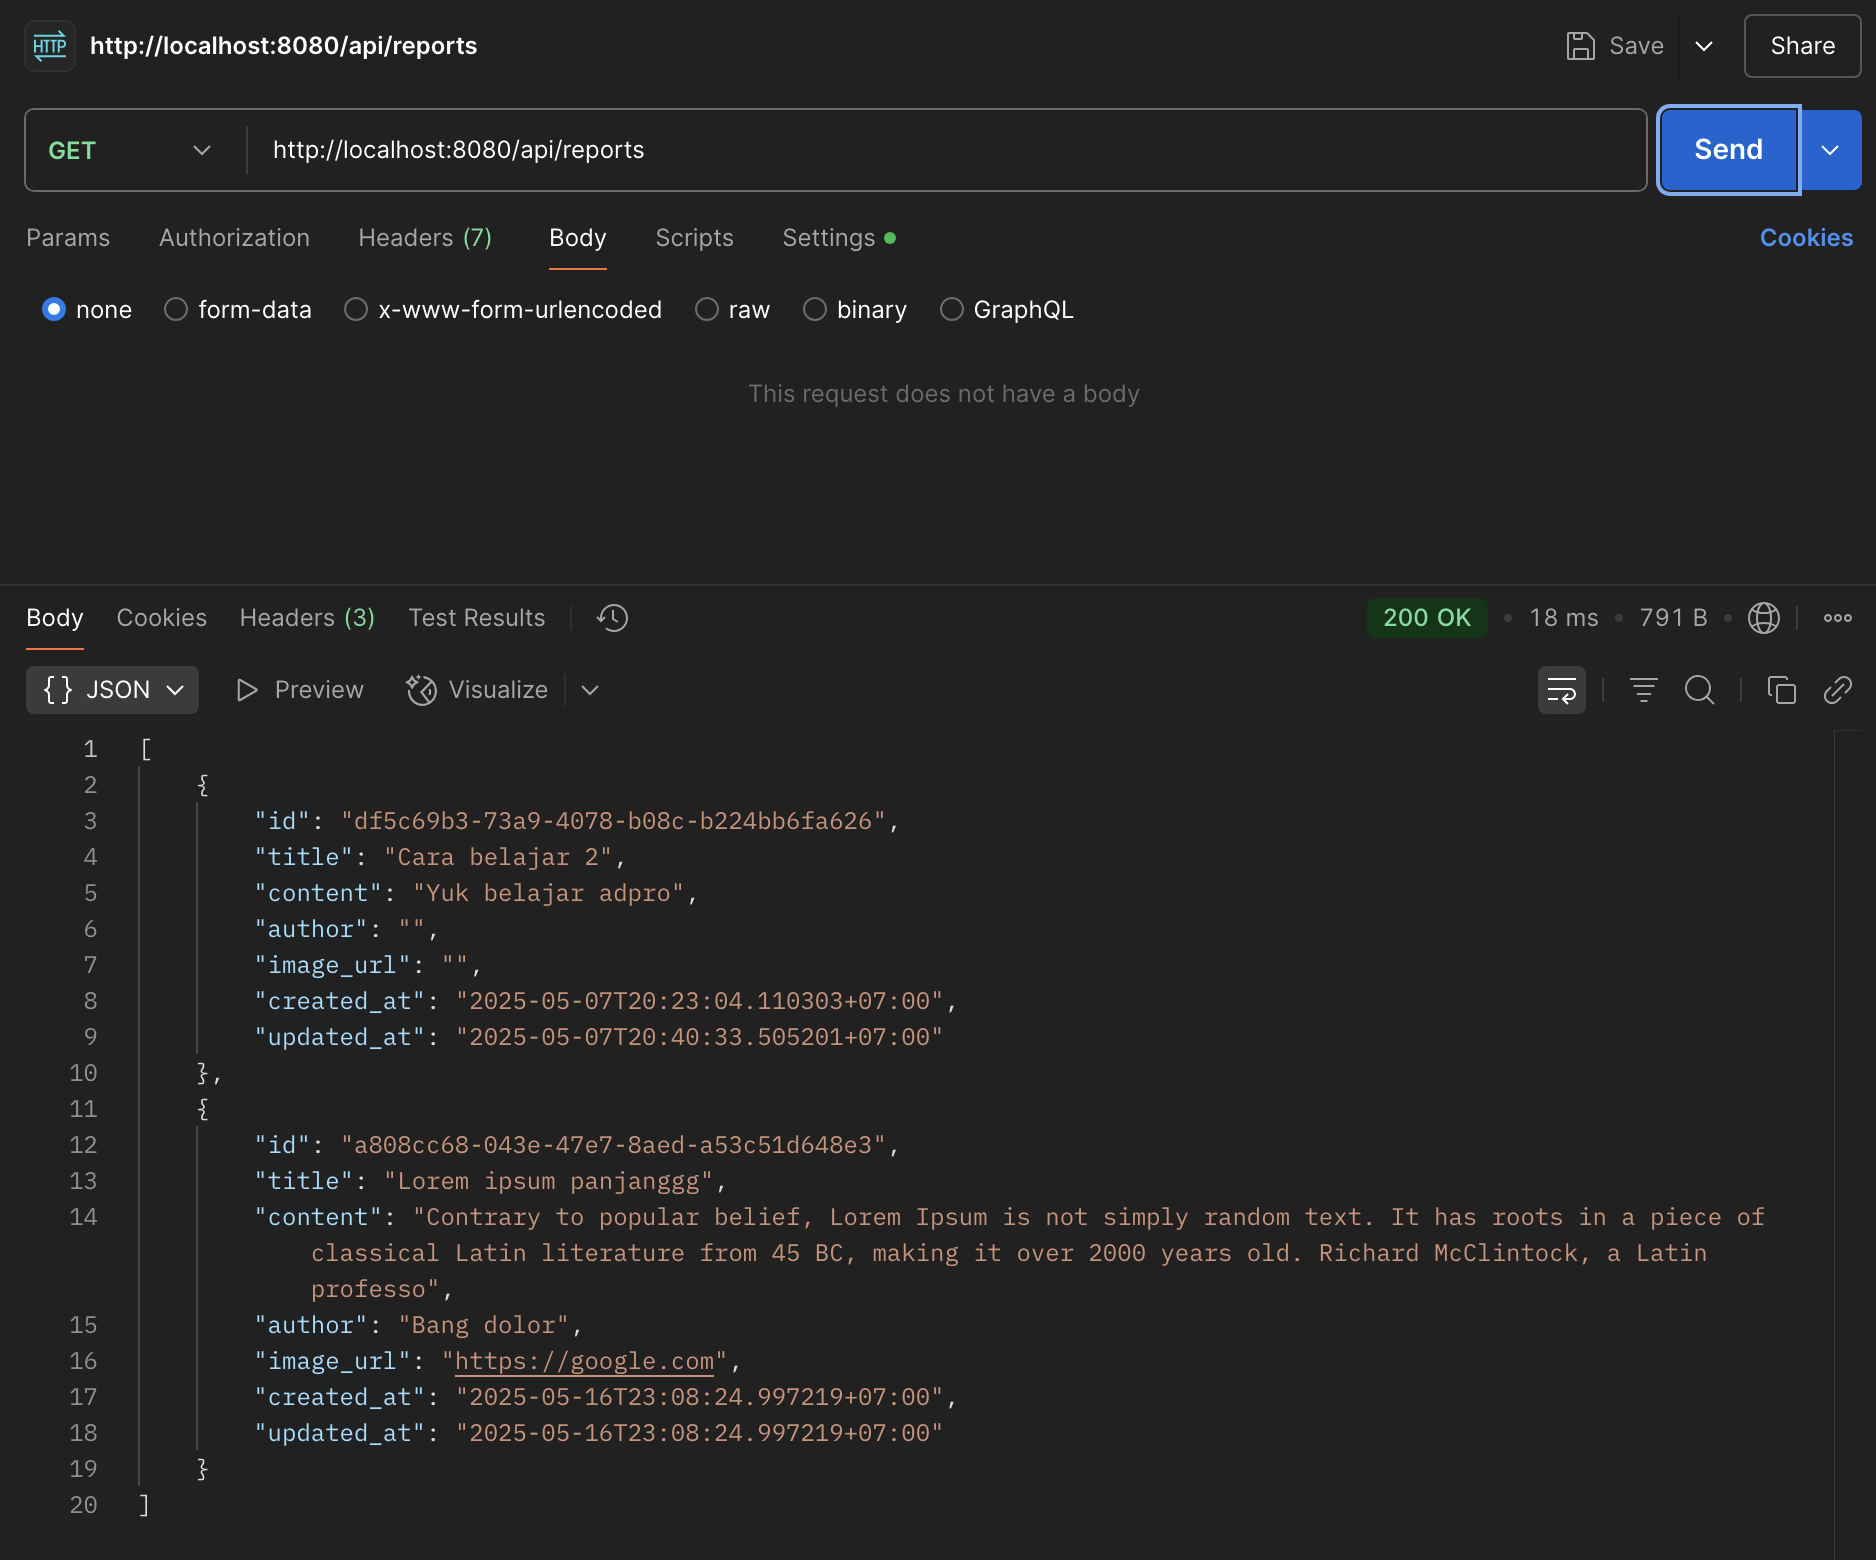 HTTP http://localhost:8080/api/reports Save Share
GET http://localhost:8080/api/reports Send
Params Authorization Headers (7) Body Scripts Settings Cookies
none form-data x-www-form-urlencoded raw binary GraphQL
This request does not have a body
Body Cookies Headers (3) Test Results 200 OK • 18 ms • 791 B •
{} JSON Preview Visualize
1 [
2 {
3 "id": "df5c69b3-73a9-4078-b08c-b224bb6fa626",
4 "title": "Cara belajar 2",
5 "content": "Yuk belajar adpro",
6 "author": "",
7 "image_url": "",
8 "created_at": "2025-05-07T20:23:04.110303+07:00",
9 "updated_at": "2025-05-07T20:40:33.505201+07:00"
10 },
11 {
12 "id": "a808cc68-043e-47e7-8aed-a53c51d648e3",
13 "title": "Lorem ipsum panjanggg",
14 "content": "Contrary to popular belief, Lorem Ipsum is not simply random text. It has roots in a piece of
classical Latin literature from 45 BC, making it over 2000 years old. Richard McClintock, a Latin
professo",
15 "author": "Bang dolor",
16 "image_url": "https://google.com",
17 "created_at": "2025-05-16T23:08:24.997219+07:00",
18 "updated_at": "2025-05-16T23:08:24.997219+07:00"
19 }
20 ]